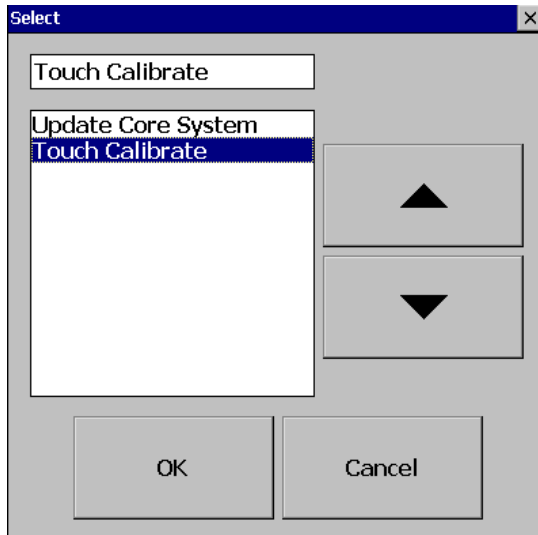 Select
Touch Calibrate
Update Core System
Touch Calibrate
OK
Cancel